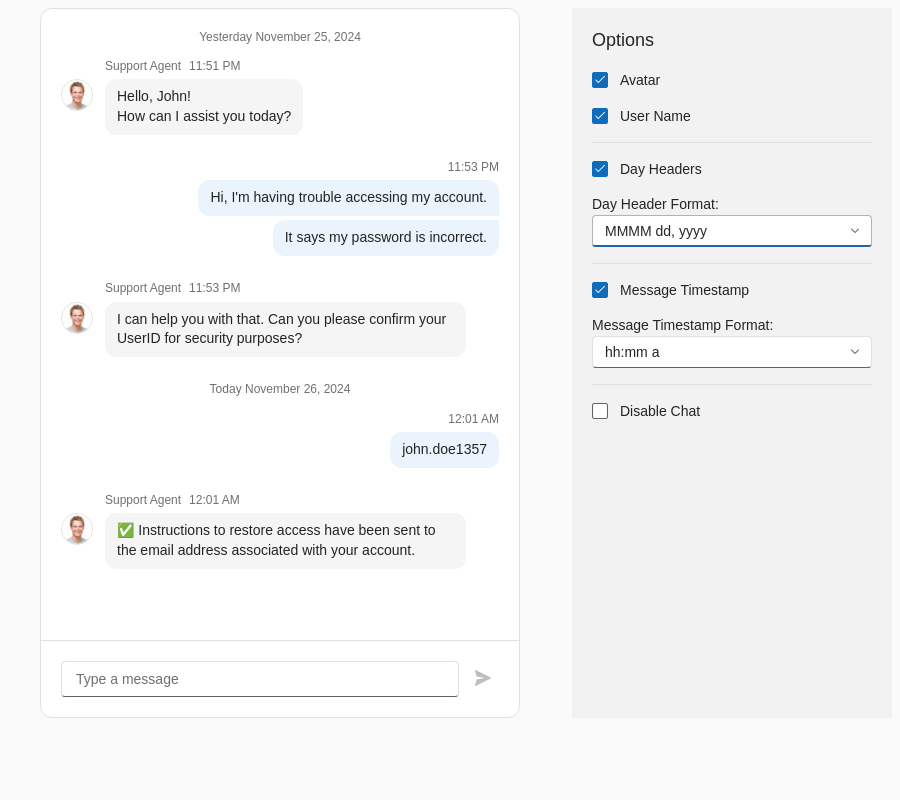 Yesterday November 25, 2024
Support Agent 11:51 PM
Hello, John!
How can I assist you today?
11:53 PM
Hi, I'm having trouble accessing my account.
It says my password is incorrect.
Support Agent 11:53 PM
I can help you with that. Can you please confirm your
UserID for security purposes?
Today November 26, 2024
12:01 AM
john.doe1357
Support Agent 12:01 AM
✅ Instructions to restore access have been sent to
the email address associated with your account.
Type a message
Options
Avatar
User Name
Day Headers
Day Header Format:
MMMM dd, yyyy
Message Timestamp
Message Timestamp Format:
hh:mm a
Disable Chat